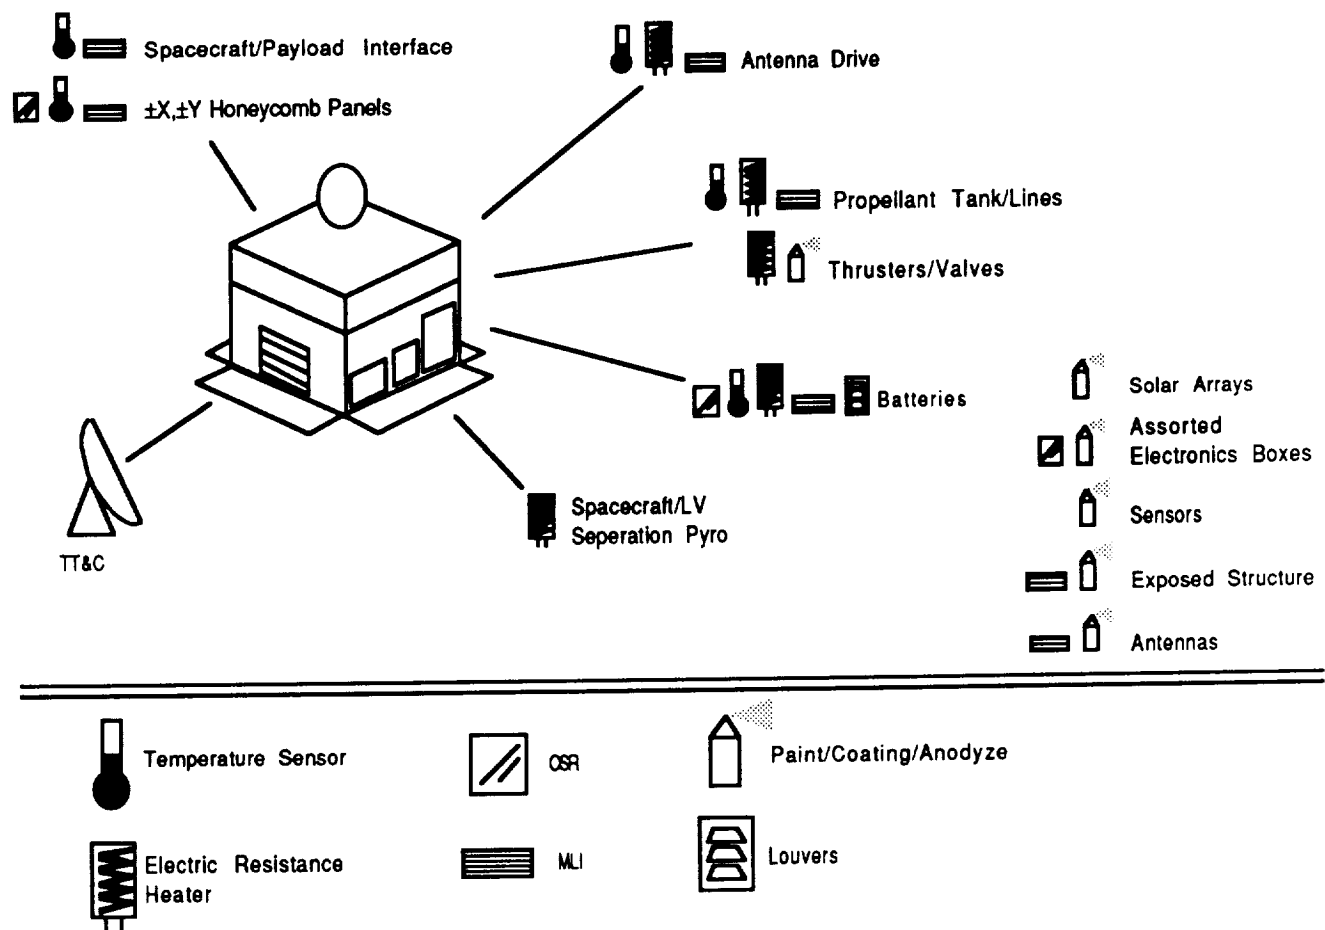 Spacecraft/Payload Interface
±X,±Y Honeycomb Panels
Antenna Drive
Propellant Tank/Lines
Thrusters/Valves
Batteries
Spacecraft/LV
Seperation Pyro
TT&C
Solar Arrays
Assorted
Electronics Boxes
Sensors
Exposed Structure
Antennas
Temperature Sensor
OSR
Paint/Coating/Anodyze
Electric Resistance
Heater
MLI
Louvers